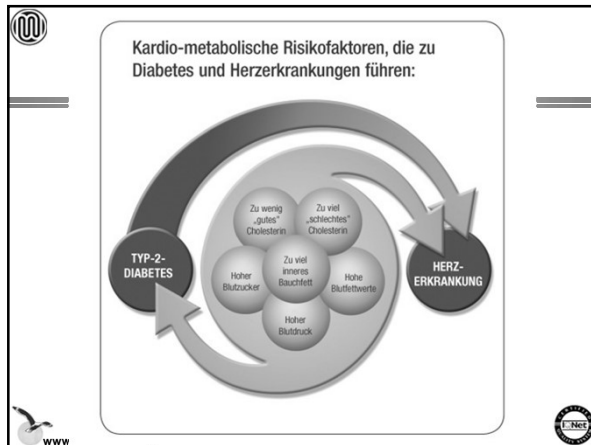 Kardio-metabolische Risikofaktoren, die zu
Diabetes und Herzerkrankungen führen:
Zu wenig
„gutes“
Cholesterin
Zu viel
„schlechtes“
Cholesterin
TYP-2-
DIABETES
Hoher
Blutzucker
Zu viel
inneres
Bauchfett
Hohe
Blutfettwerte
HERZ-
ERKRANKUNG
Hoher
Blutdruck
www
IQNet